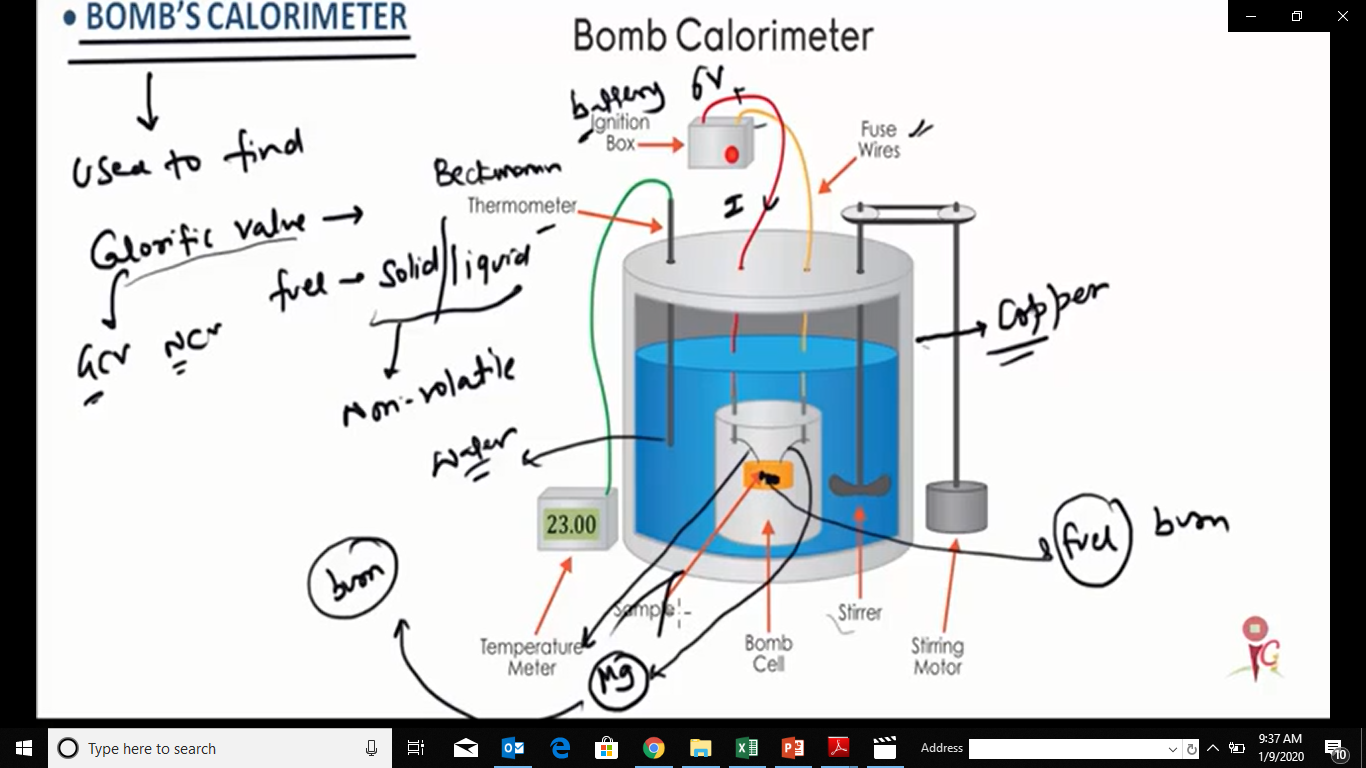 • BOMB'S CALORIMETER
Bomb Calorimeter
Used to find
Calorific value →
GCV NCV
fuel → solid/liquid
Non-volatile
battery 6V +
-
Ignition
Box
Fuse
Wires
Beckmann
Thermometer
I
Copper
Water
23.00
burn
fuel burn
Sample
Temperature
Meter
Mg
Bomb
Cell
Stirrer
Stirring
Motor
Type here to search
Address
9:37 AM
1/9/2020
10